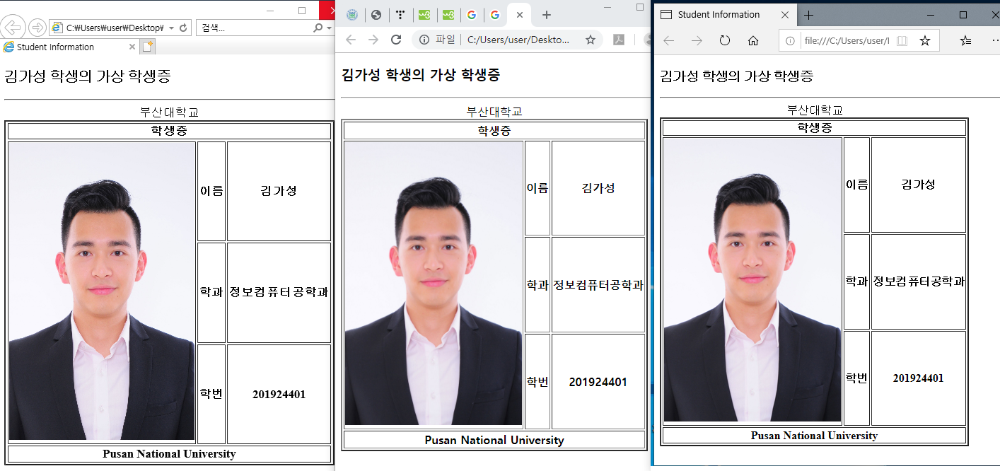 C:₩Users₩user₩Desktop₩
검색...
Student Information
김가성 학생의 가상 학생증
부산대학교
학생증
이름
김가성
학과
정보컴퓨터공학과
학번
201924401
Pusan National University
파일
C:/Users/user/Deskto...
김가성 학생의 가상 학생증
부산대학교
학생증
이름
김가성
학과
정보컴퓨터공학과
학번
201924401
Pusan National University
Student Information
file:///C:/Users/user/
김가성 학생의 가상 학생증
부산대학교
학생증
이름
김가성
학과
정보컴퓨터공학과
학번
201924401
Pusan National University